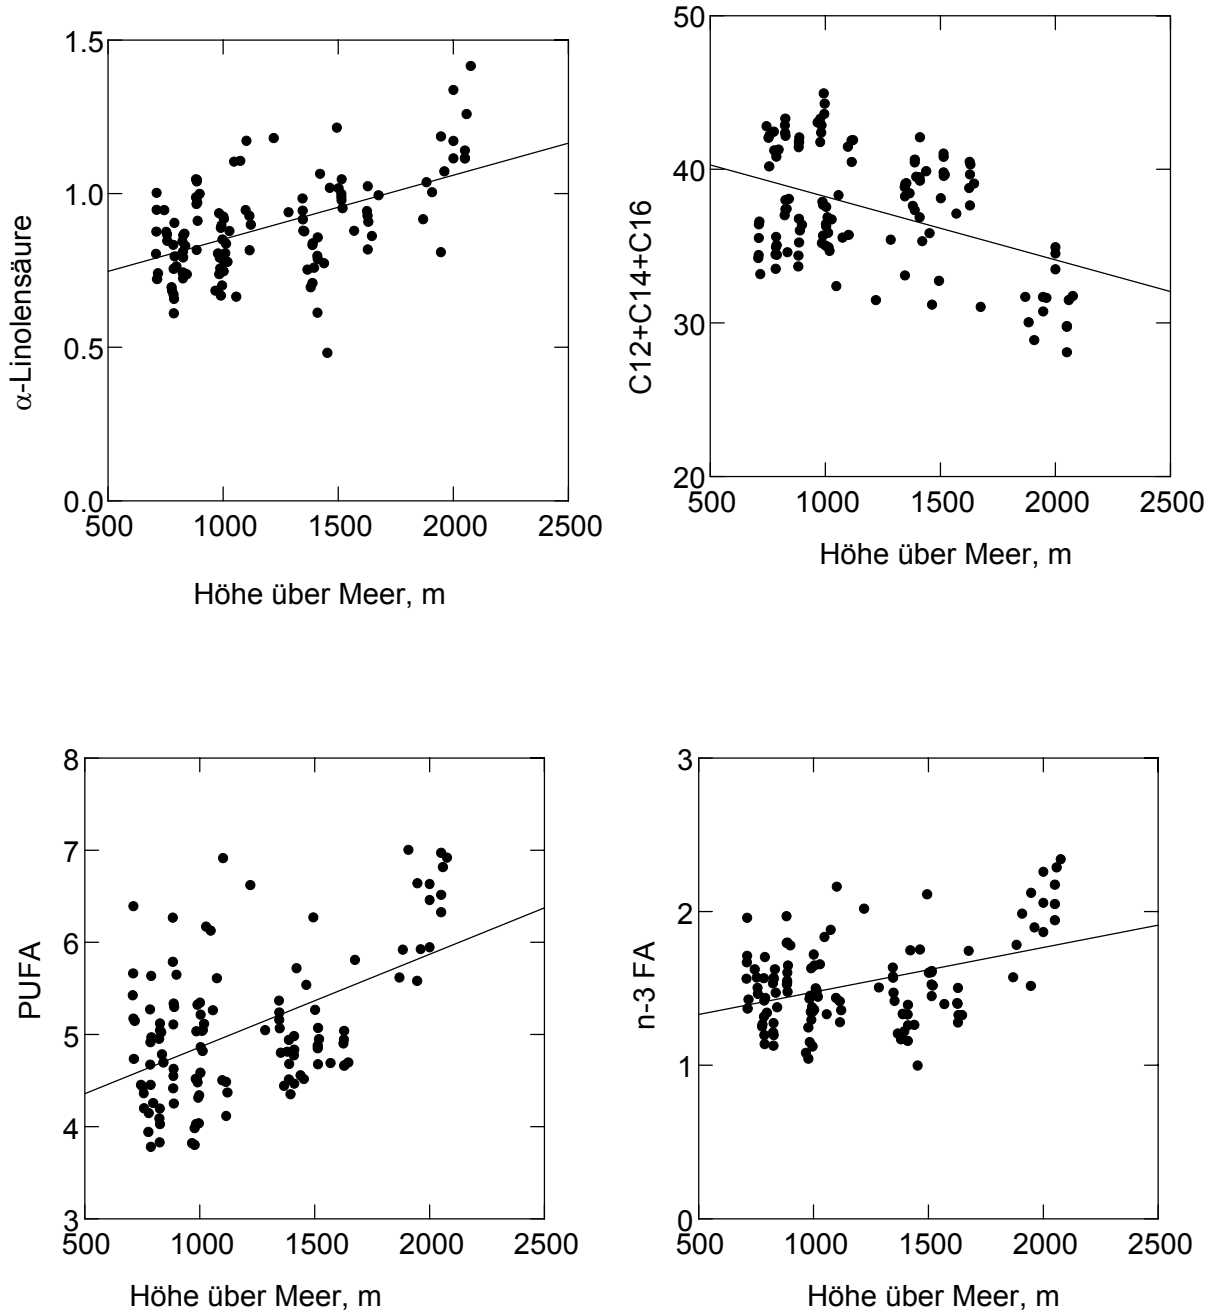 1.5
1.0
0.5
0.0
α-Linolensäure
500 1000 1500 2000 2500
Höhe über Meer, m
50
40
30
20
C12+C14+C16
500 1000 1500 2000 2500
Höhe über Meer, m
8
7
6
5
4
3
PUFA
500 1000 1500 2000 2500
Höhe über Meer, m
3
2
1
0
n-3 FA
500 1000 1500 2000 2500
Höhe über Meer, m